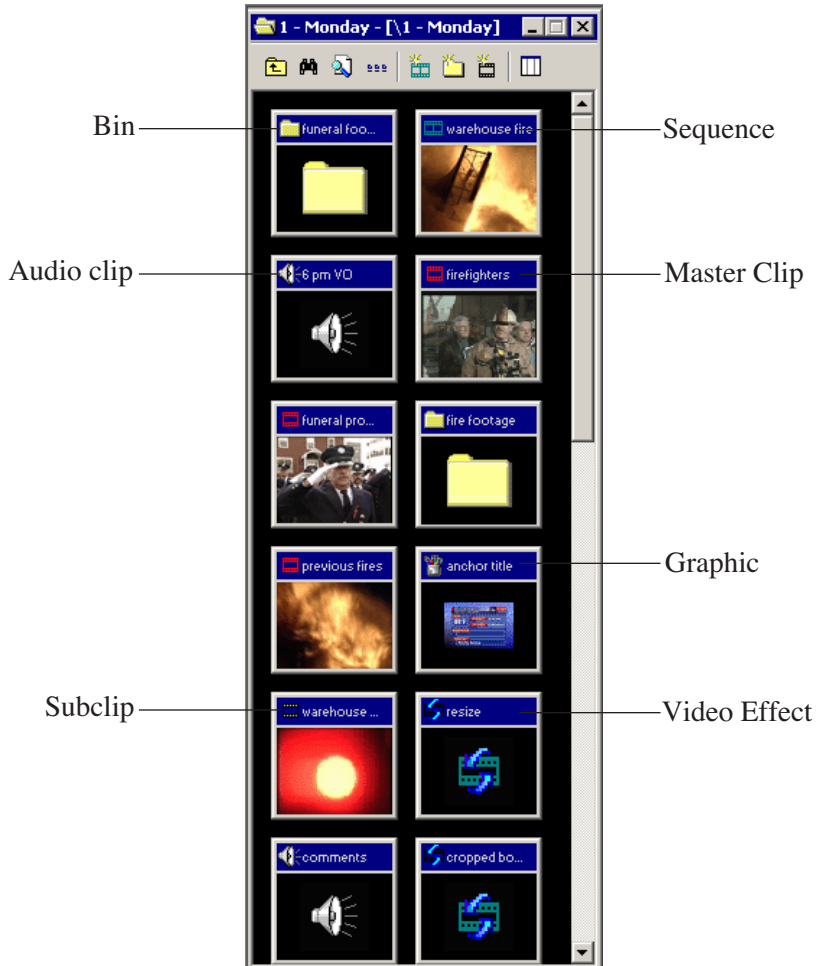 1 - Monday - [\1 - Monday]
Bin
funeral foo...
warehouse fire
Sequence
Audio clip
6 pm VO
firefighters
Master Clip
funeral pro...
fire footage
previous fires
anchor title
Graphic
Subclip
warehouse ...
resize
Video Effect
comments
cropped bo...